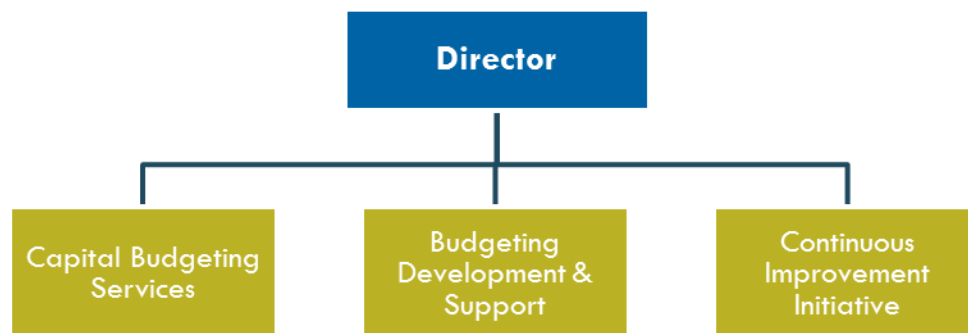 Director
Capital Budgeting
Services
Budgeting
Development &
Support
Continuous
Improvement
Initiative